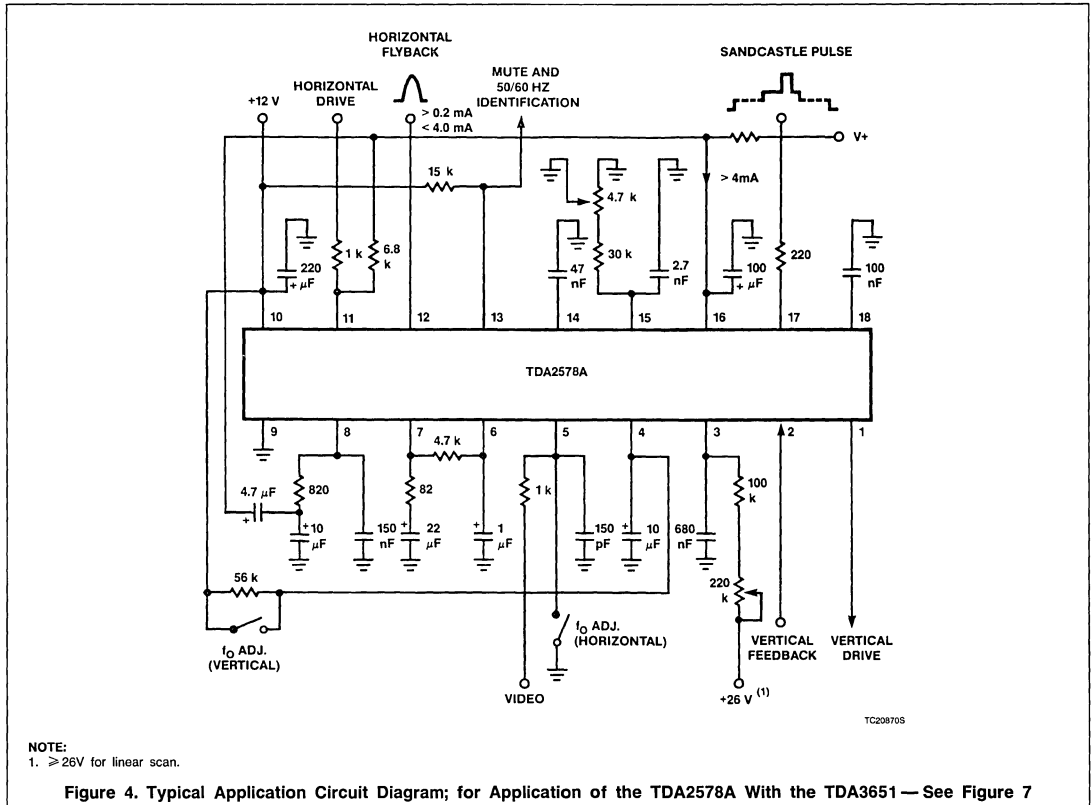 HORIZONTAL
FLYBACK
SANDCASTLE PULSE
MUTE AND
50/60 HZ
IDENTIFICATION
HORIZONTAL
DRIVE
+12 V
> 0.2 mA
< 4.0 mA
V+
15 k
> 4mA
4.7 k
220
+ μF
1 k
6.8
k
47
nF
30 k
2.7
nF
100
+ μF
220
100
nF
10
11
12
13
14
15
16
17
18
TDA2578A
9
8
7
6
5
4
3
2
1
4.7 k
4.7 μF
+
820
82
1 k
100
k
+
10
μF
150
nF
+
22
μF
+
1
μF
150
pF
+
10
μF
680
nF
56 k
220
k
fO ADJ.
(VERTICAL)
fO ADJ.
(HORIZONTAL)
VERTICAL
FEEDBACK
VERTICAL
DRIVE
VIDEO
+26 V (1)
TC20870S
NOTE:
1. ⩾26V for linear scan.
Figure 4. Typical Application Circuit Diagram; for Application of the TDA2578A With the TDA3651 — See Figure 7